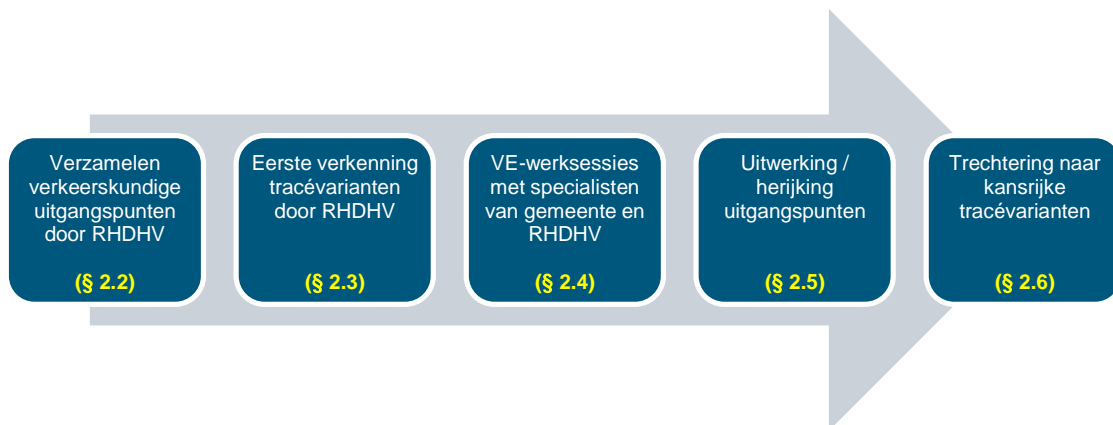 Verzamelen
verkeerskundige
uitgangspunten
door RHDHV
(§ 2.2)
Eerste verkenning
tracévarianten
door RHDHV
(§ 2.3)
VE-werksessies
met specialisten
van gemeente en
RHDHV
(§ 2.4)
Uitwerking /
herijking
uitgangspunten
(§ 2.5)
Trechtering naar
kansrijke
tracévarianten
(§ 2.6)